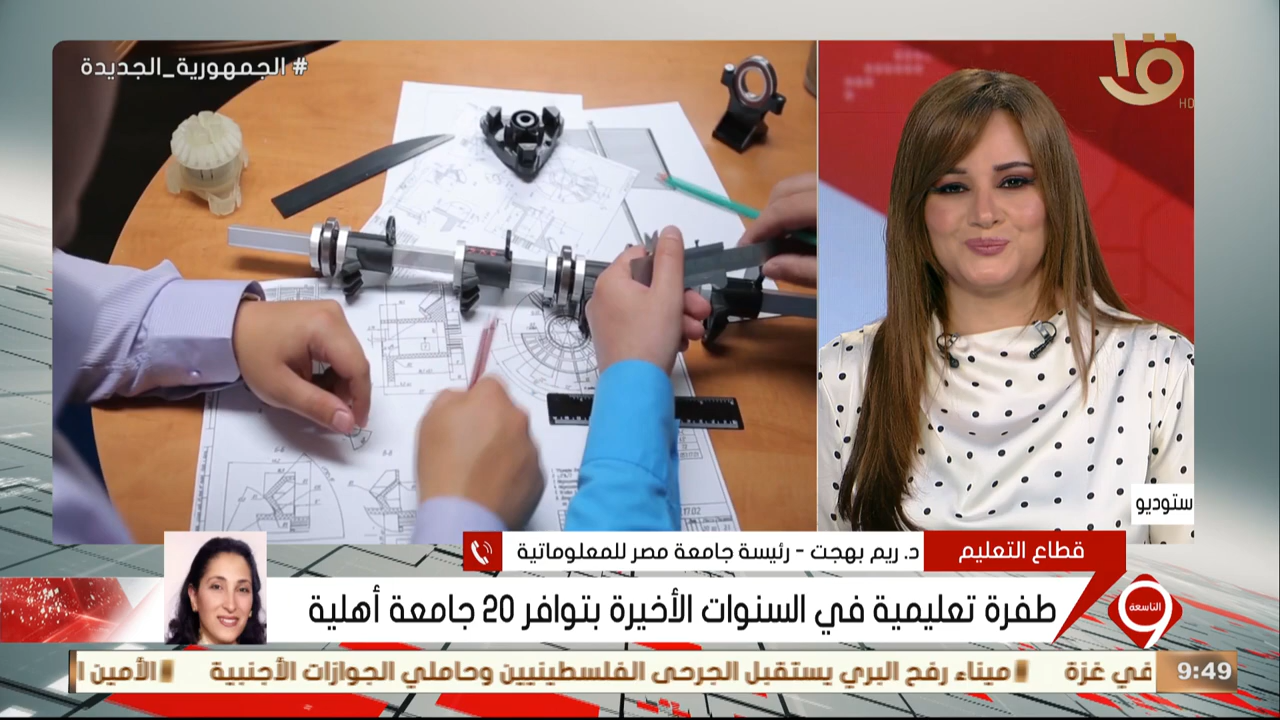 # الجمهورية_الجديدة
HD
ستوديو
قطاع التعليم
د. ريم بهجت - رئيسة جامعة مصر للمعلوماتية
طفرة تعليمية في السنوات الأخيرة بتوافر 20 جامعة أهلية
التاسعة
9:49
في غزة ميناء رفح البري يستقبل الجرحى الفلسطينيين وحاملي الجوازات الأجنبية الأمين ا